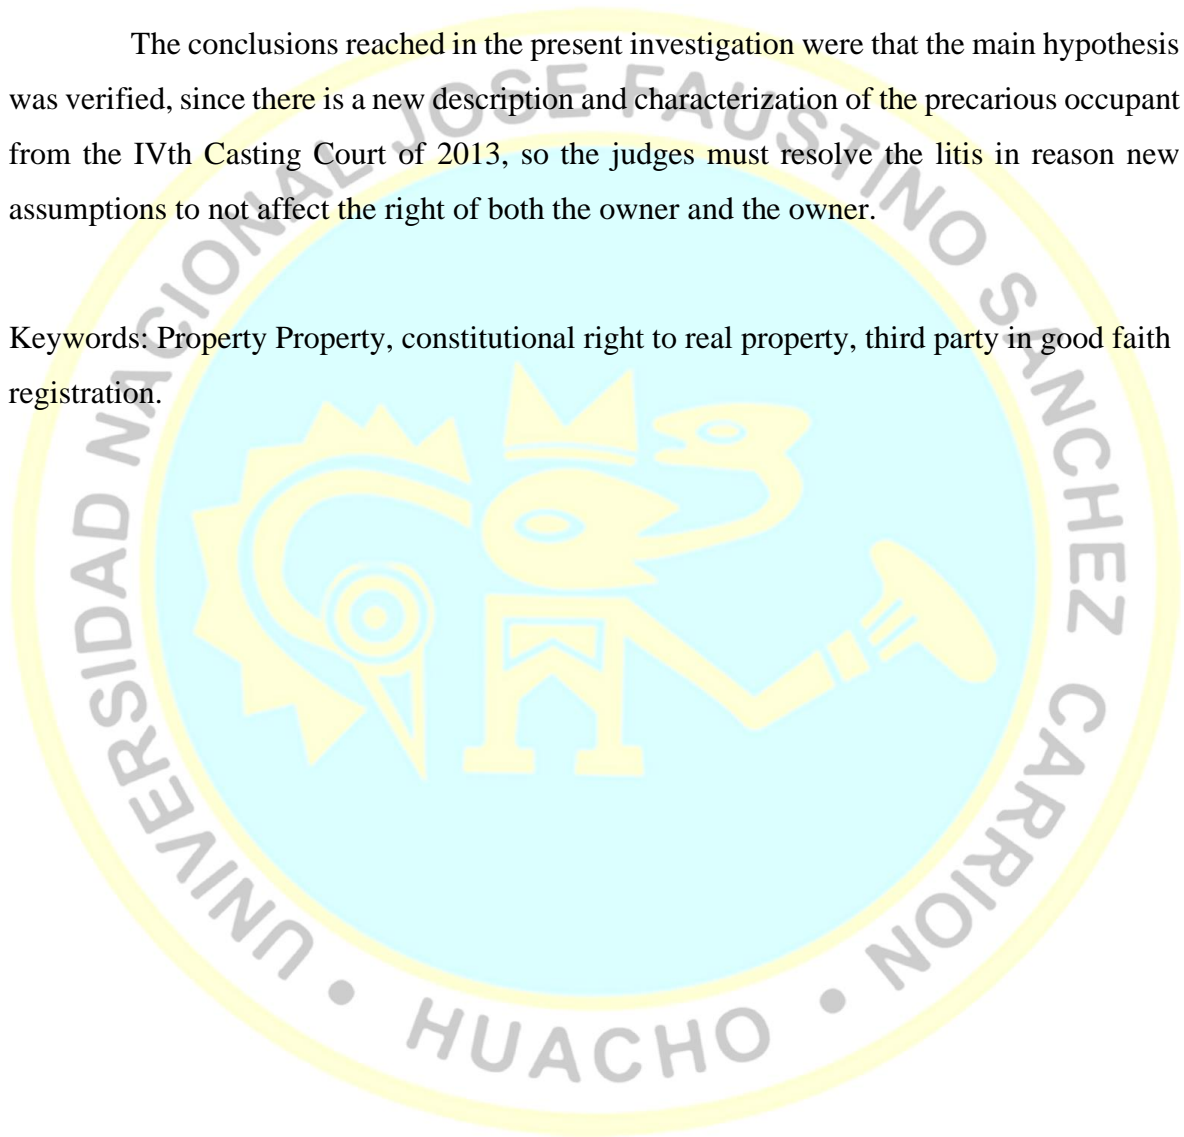 The conclusions reached in the present investigation were that the main hypothesis
was verified, since there is a new description and characterization of the precarious occupant
from the IVth Casting Court of 2013, so the judges must resolve the litis in reason new
assumptions to not affect the right of both the owner and the owner.
Keywords: Property Property, constitutional right to real property, third party in good faith
registration.
UNIVERSIDAD NACIONAL JOSE FAUSTINO SANCHEZ CARRION • HUACHO •